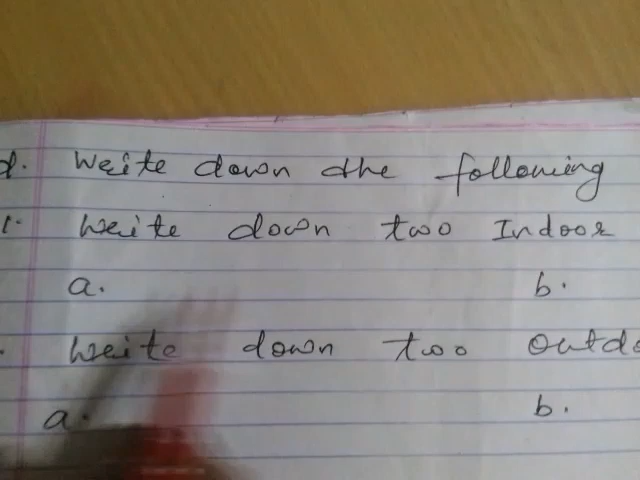 d. Write down the following
1. Write down two Indoor
a. b.
. Write down two
a. b.